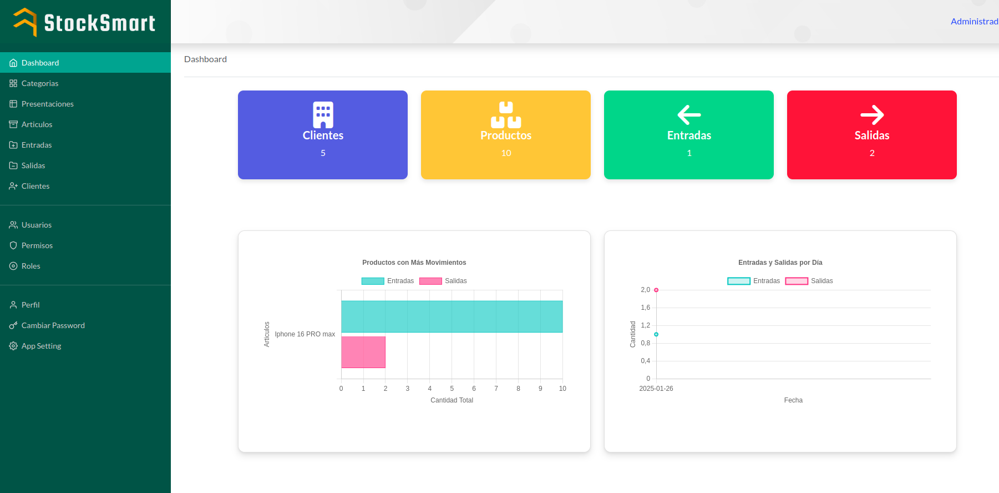 StockSmart
Administrad
Dashboard
Categorias
Presentaciones
Articulos
Entradas
Salidas
Clientes
Usuarios
Permisos
Roles
Perfil
Cambiar Password
App Setting
Dashboard
Clientes
5
Productos
10
Entradas
1
Salidas
2
Productos con Más Movimientos
Entradas Salidas
Articulos
Iphone 16 PRO max
0 1 2 3 4 5 6 7 8 9 10
Cantidad Total
Entradas y Salidas por Día
Entradas Salidas
Cantidad
2,0
1,6
1,2
0,8
0,4
0
2025-01-26
Fecha